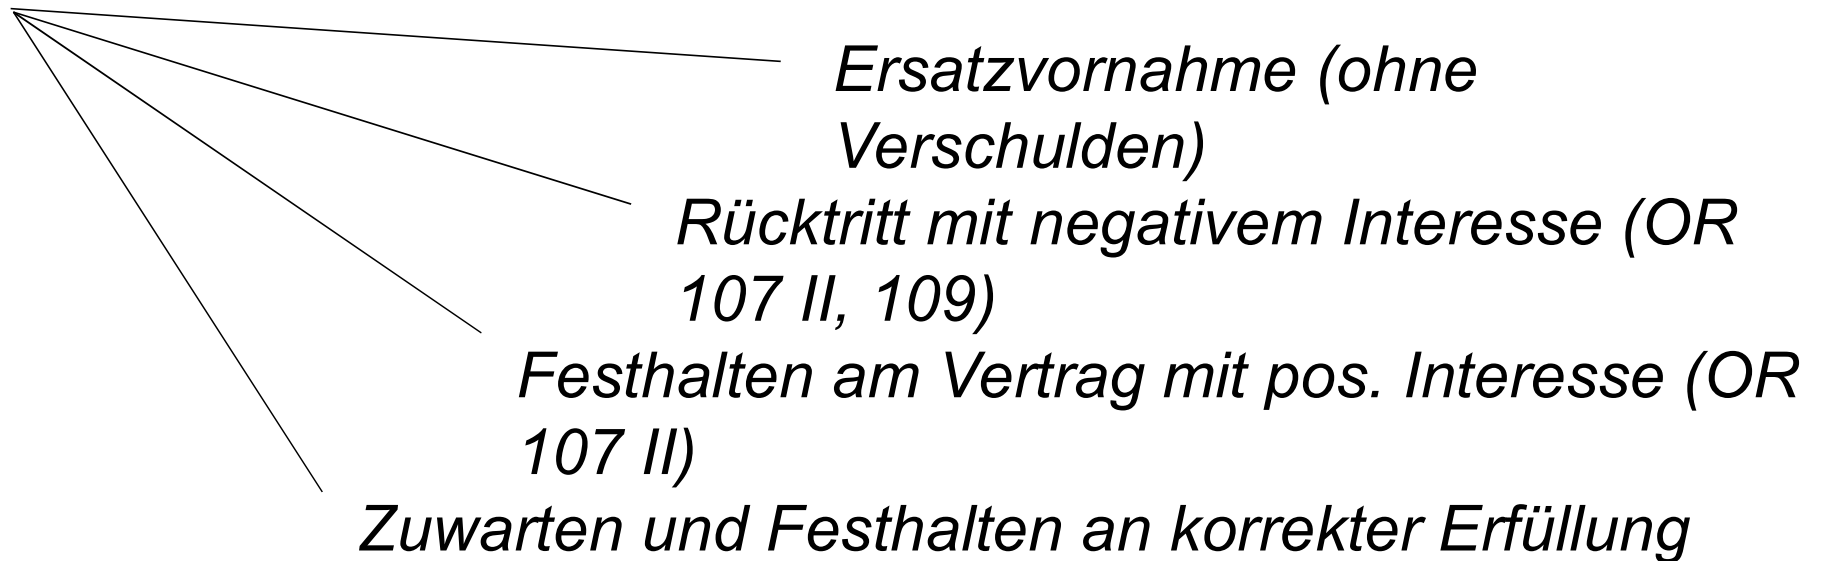 Ersatzvornahme (ohne
Verschulden)
Rücktritt mit negativem Interesse (OR
107 II, 109)
Festhalten am Vertrag mit pos. Interesse (OR
107 II)
Zuwarten und Festhalten an korrekter Erfüllung